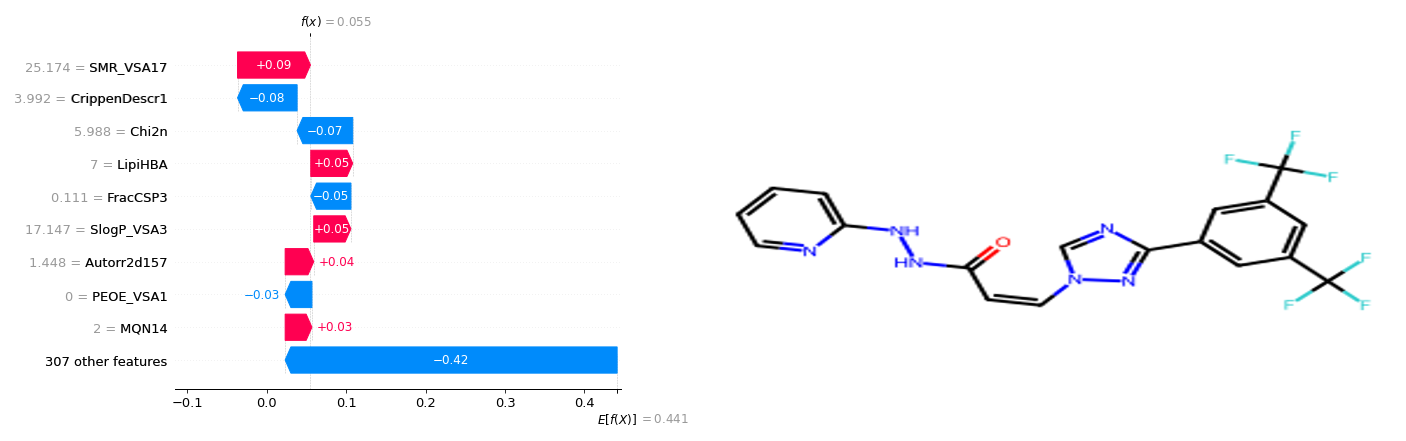 f(x) = 0.055
25.174 = SMR_VSA17
+0.09
3.992 = CrippenDescr1
−0.08
5.988 = Chi2n
−0.07
7 = LipiHBA
+0.05
0.111 = FracCSP3
−0.05
17.147 = SlogP_VSA3
+0.05
1.448 = Autorr2d157
+0.04
0 = PEOE_VSA1
−0.03
2 = MQN14
+0.03
307 other features
−0.42
−0.1 0.0 0.1 0.2 0.3 0.4
E[f(X)] = 0.441
F
F
F
N
NH
HN
O
N
N
N
F
F
F